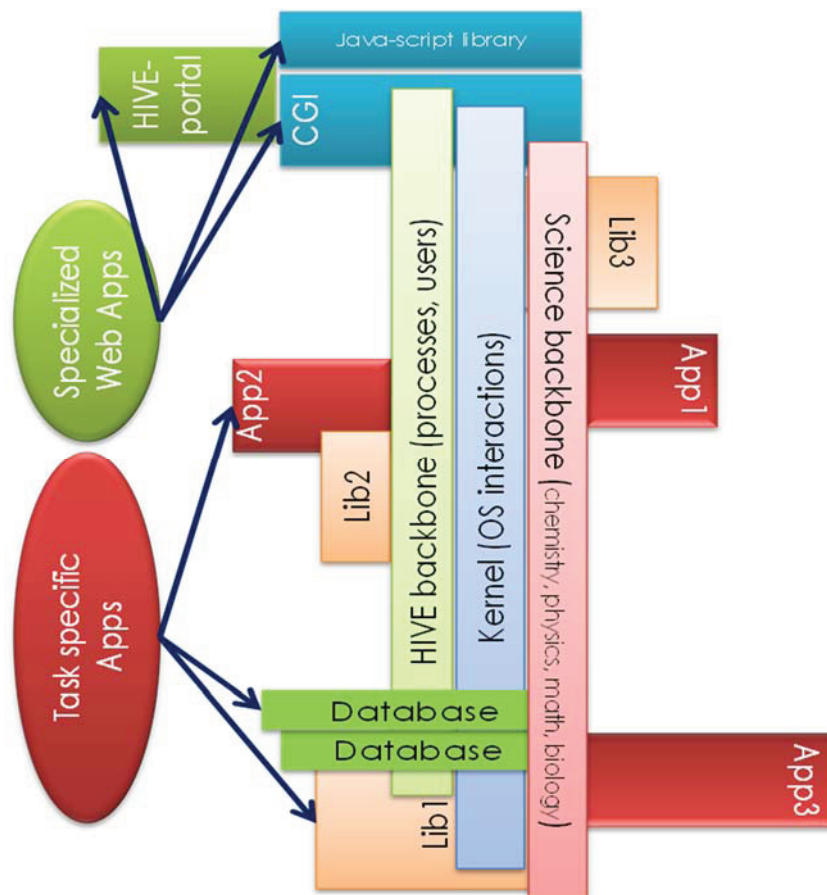 Java-script library
HIVE-
portal
CGI
Specialized
Web Apps
Lib3
App2
App1
Lib2
HIVE backbone (processes, users)
Kernel (OS interactions)
Science backbone (chemistry, physics, math, biology)
Task specific
Apps
Database
Database
Lib1
App3